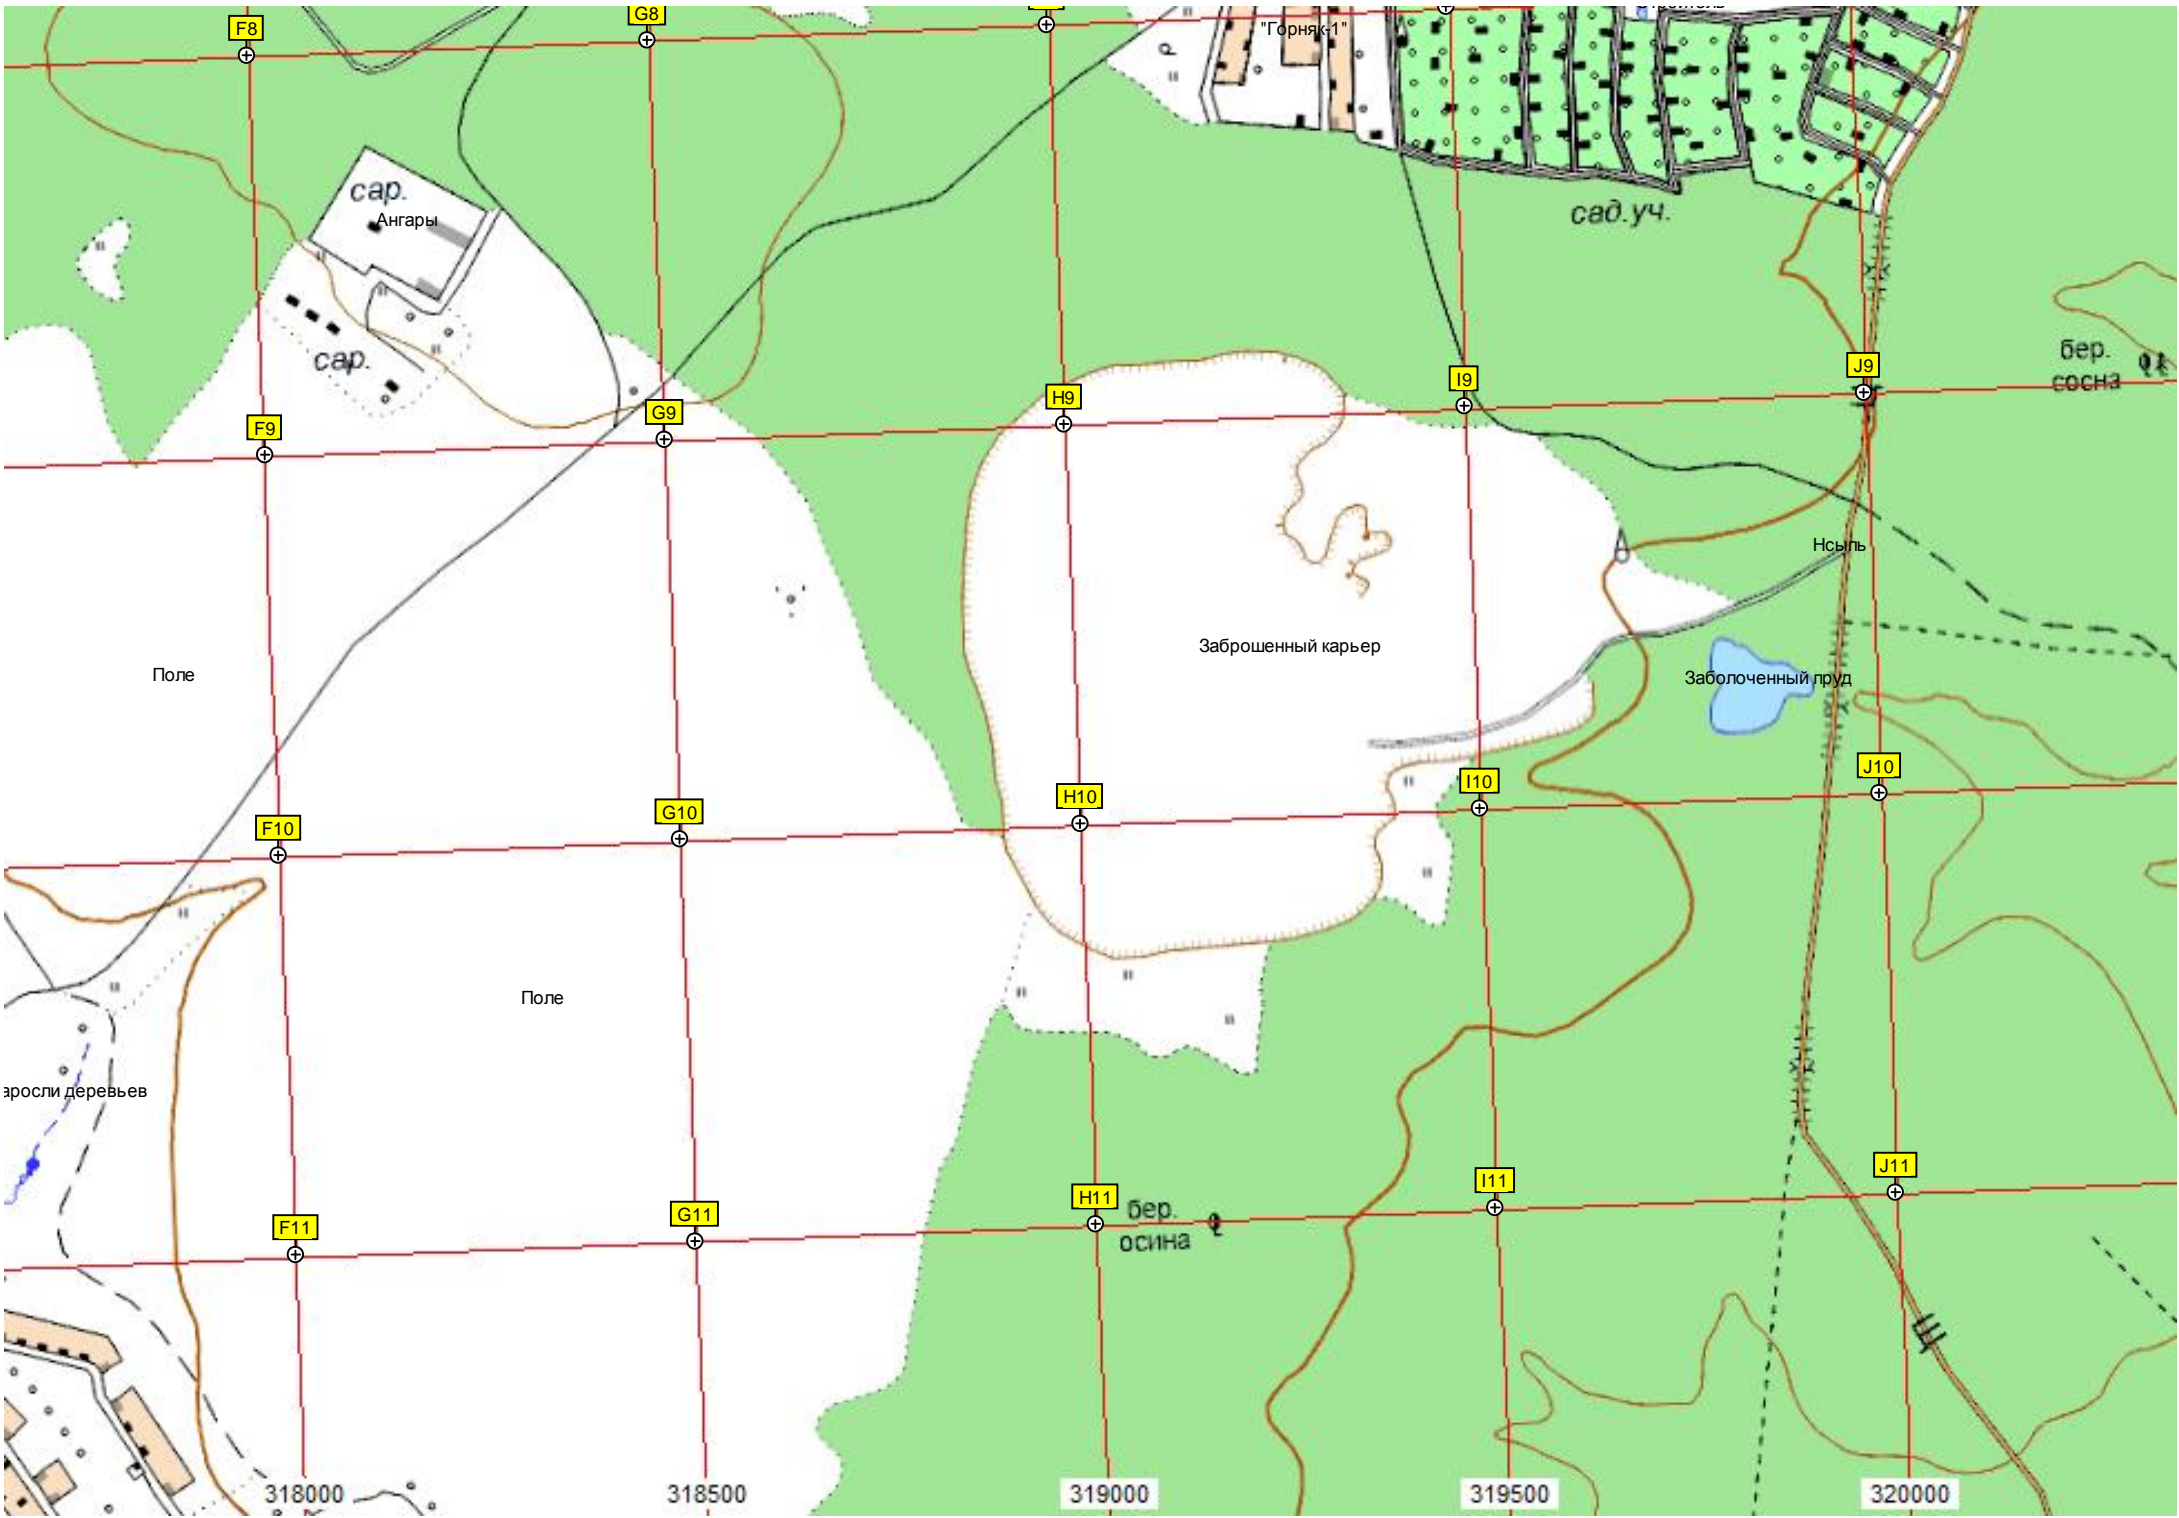 F8
G8
"Горняк-1"
сар.
Ангары
сад.уч.
сар.
бер.
сосна
F9
G9
H9
I9
J9
Нсыпь
Заброшенный карьер
Поле
Заболоченный пруд
F10
G10
H10
I10
J10
Поле
аросли деревьев
F11
G11
H11
I11
J11
бер.
осина
318000
318500
319000
319500
320000